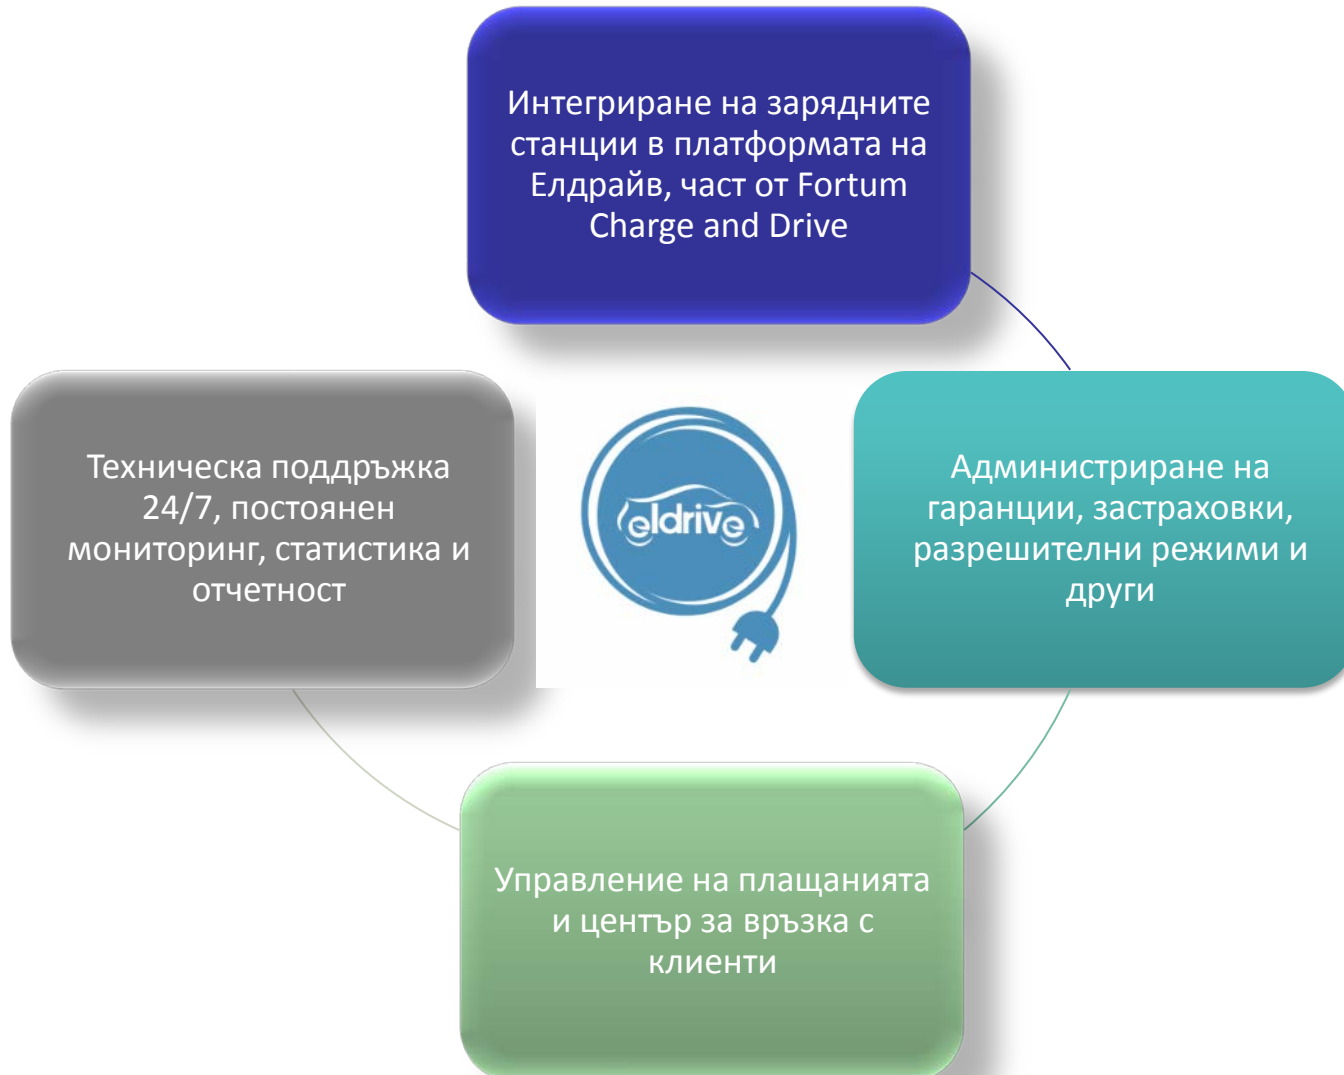 Интегриране на зарядните
станции в платформата на
Елдрайв, част от Fortum
Charge and Drive
Техническа поддръжка
24/7, постоянен
мониторинг, статистика и
отчетност
eldrive
Администриране на
гаранции, застраховки,
разрешителни режими и
други
Управление на плащанията
и център за връзка с
клиенти